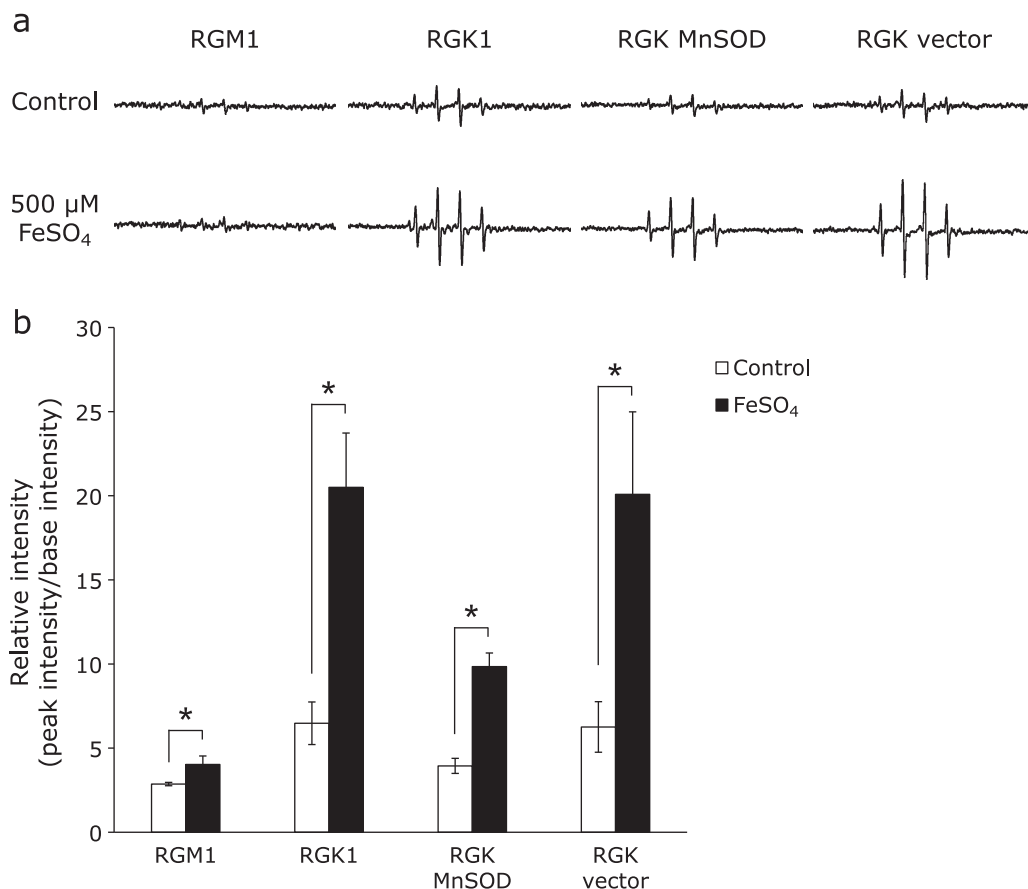 a
RGM1 RGK1 RGK MnSOD RGK vector
Control
500 µM
FeSO₄
b
Relative intensity
(peak intensity/base intensity)
30
25
20
15
10
5
0
* * * *
Control
FeSO₄
RGM1 RGK1 RGK RGK
MnSOD vector